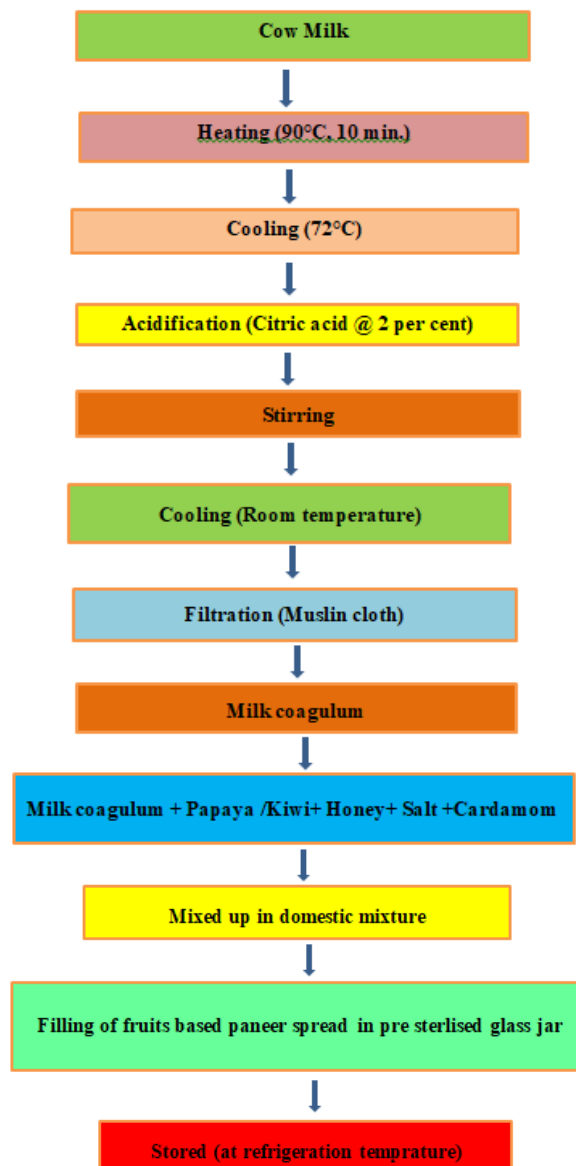 Cow Milk
Heating (90°C, 10 min.)
Cooling (72°C)
Acidification (Citric acid @ 2 per cent)
Stirring
Cooling (Room temperature)
Filtration (Muslin cloth)
Milk coagulum
Milk coagulum + Papaya /Kiwi+ Honey+ Salt +Cardamom
Mixed up in domestic mixture
Filling of fruits based paneer spread in pre sterilised glass jar
Stored (at refrigeration temprature)